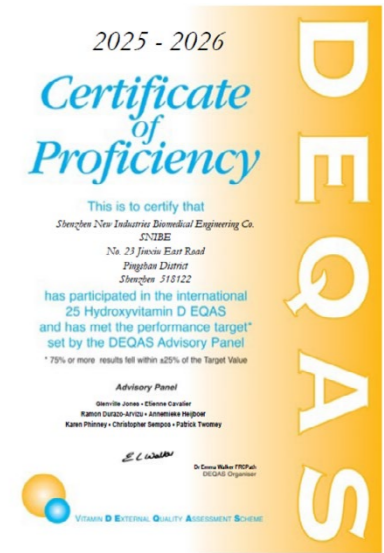 2025 - 2026
Certificate
of
Proficiency
This is to certify that
Shenzhen New Industries Biomedical Engineering Co.
SNIBE
No. 23 Jinxiu East Road
Pingshan District
Shenzhen 518122
has participated in the international
25 Hydroxyvitamin D EQAS
and has met the performance target*
set by the DEQAS Advisory Panel
* 75% or more results fell within ±25% of the Target Value
Advisory Panel
Glenville Jones • Etienne Cavalier
Ramon Durazo-Arvizu • Annemieke Heijboer
Karen Phinney • Christopher Sempos • Patrick Twomey
E L Walker
Dr Emma Walker FRCPath
DEQAS Organiser
VITAMIN D EXTERNAL QUALITY ASSESSMENT SCHEME
DEQAS